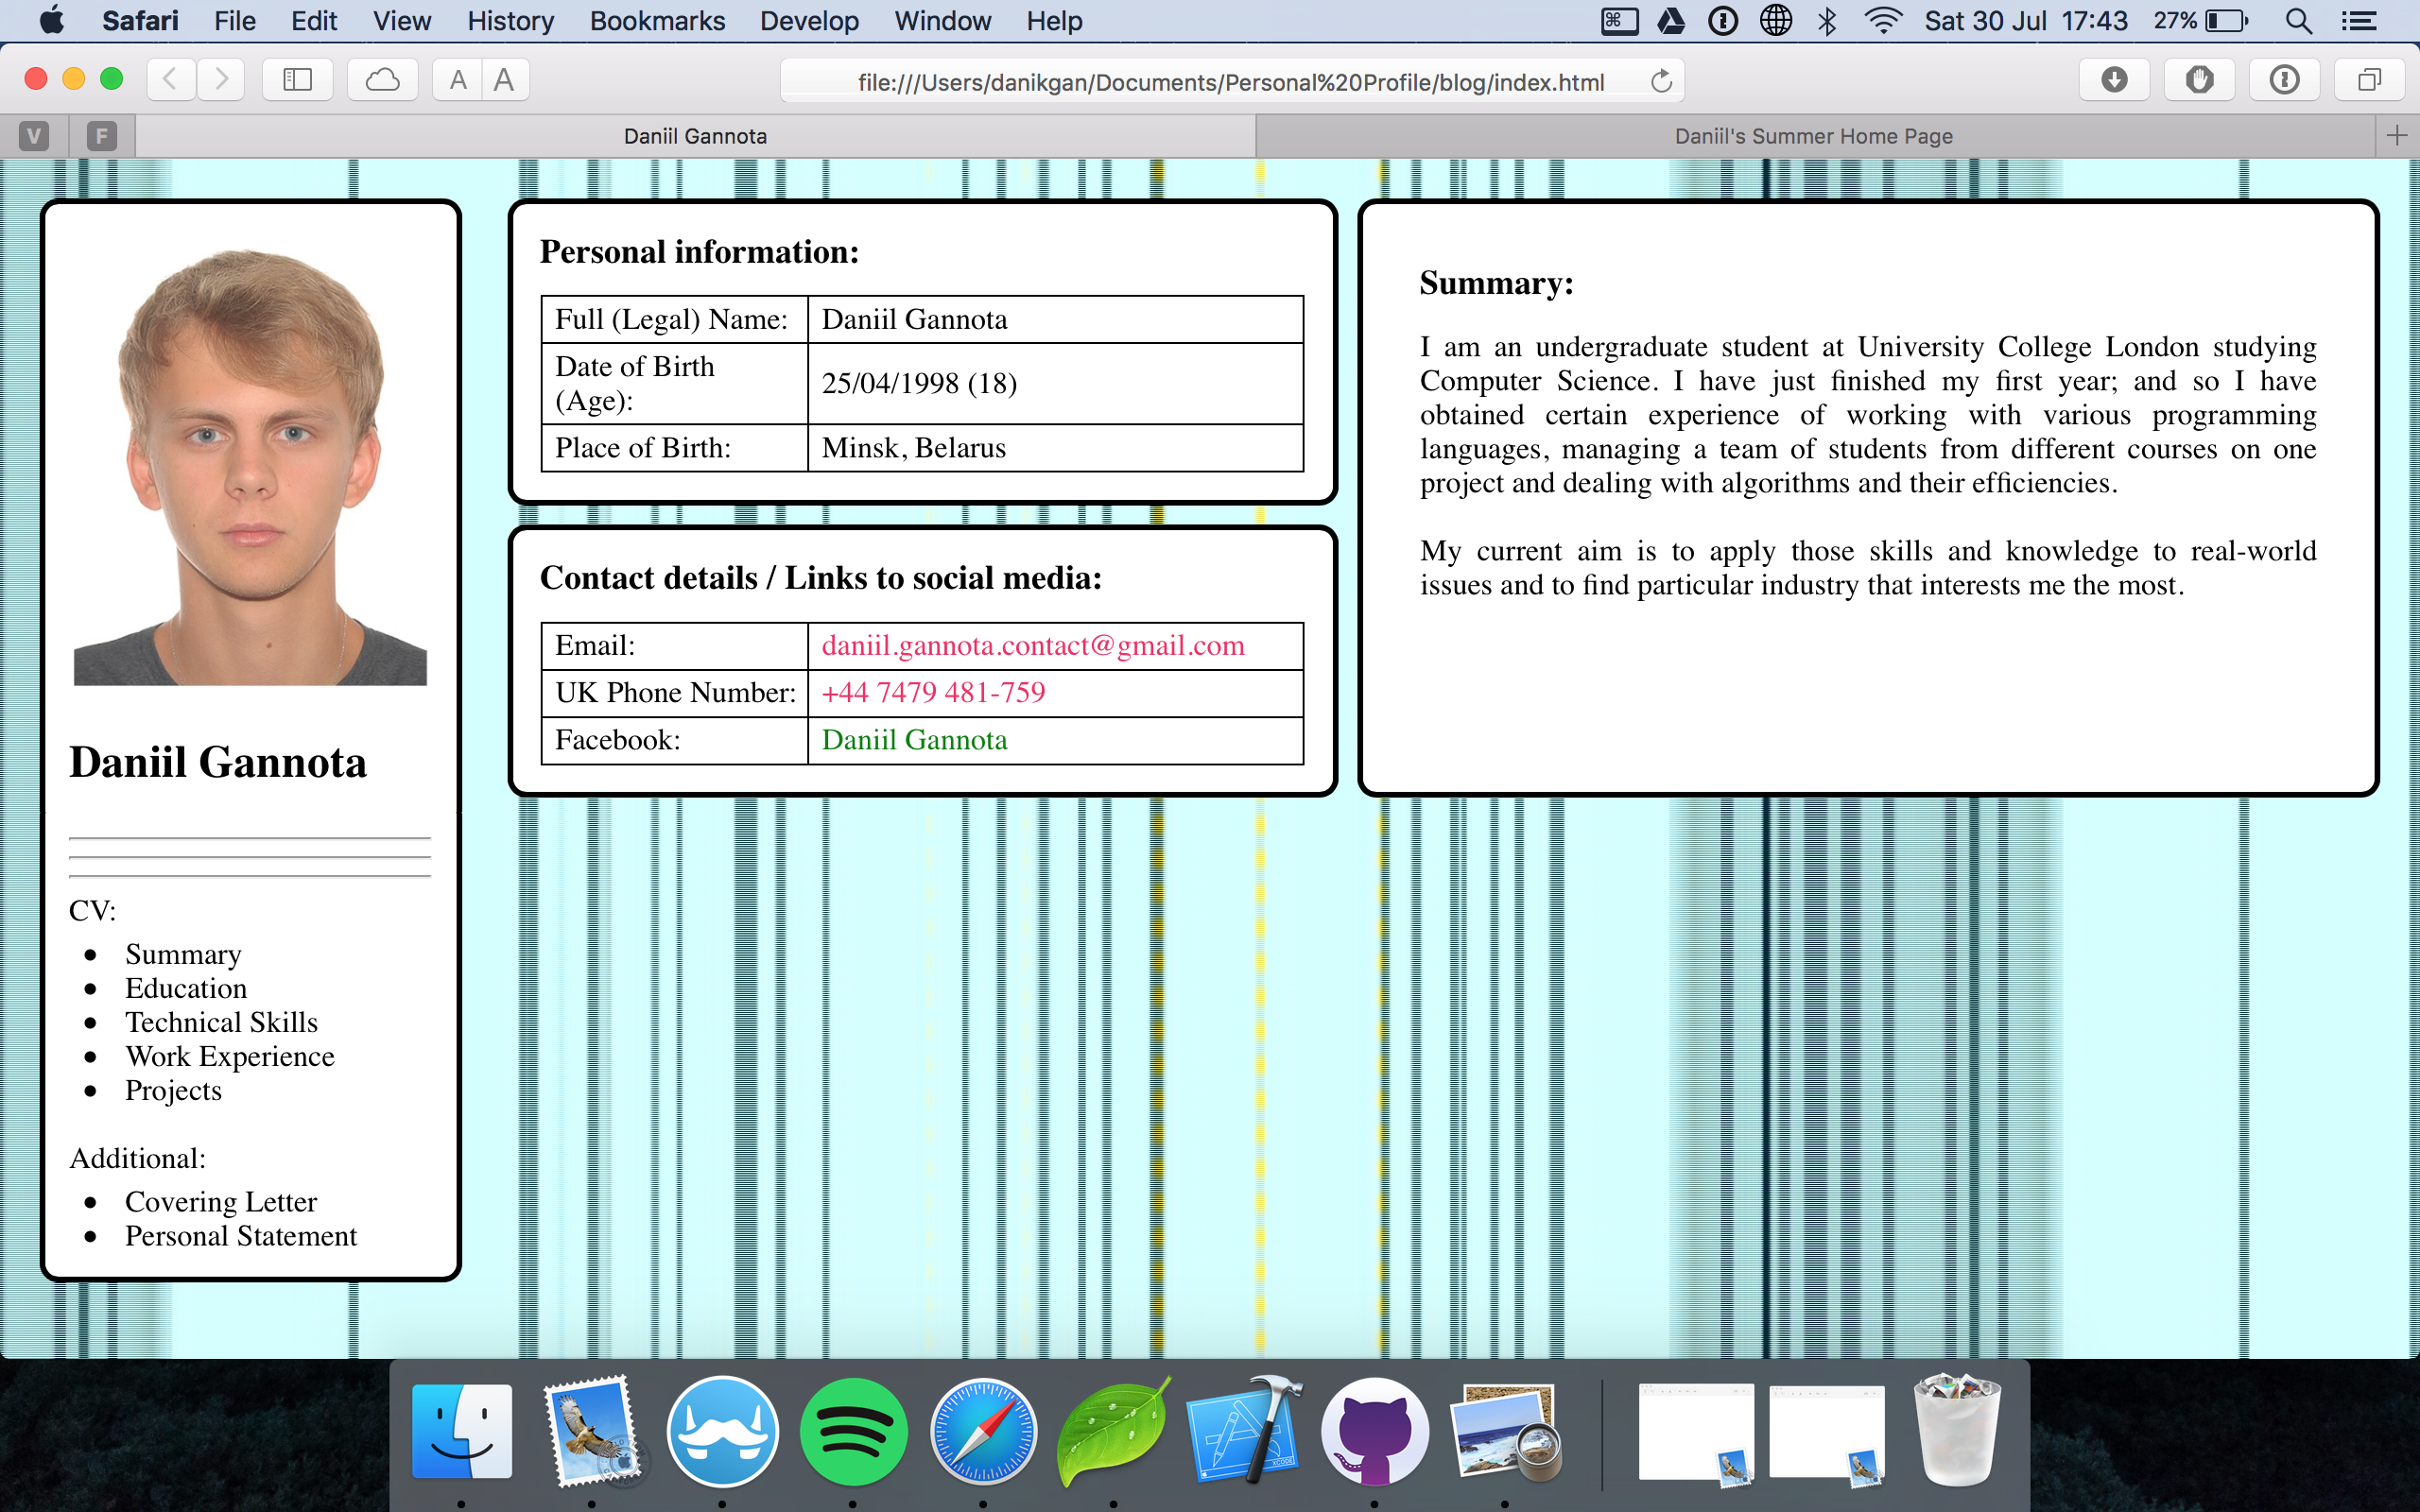 Safari File Edit View History Bookmarks Develop Window Help Sat 30 Jul 17:43 27%
A A file:///Users/danikgan/Documents/Personal%20Profile/blog/index.html
V F Daniil Gannota Daniil's Summer Home Page
Daniil Gannota
CV:
Summary
Education
Technical Skills
Work Experience
Projects
Additional:
Covering Letter
Personal Statement
Personal information:
Full (Legal) Name: Daniil Gannota
Date of Birth
(Age): 25/04/1998 (18)
Place of Birth: Minsk, Belarus
Contact details / Links to social media:
Email: daniil.gannota.contact@gmail.com
UK Phone Number: +44 7479 481-759
Facebook: Daniil Gannota
Summary:
I am an undergraduate student at University College London studying
Computer Science. I have just finished my first year; and so I have
obtained certain experience of working with various programming
languages, managing a team of students from different courses on one
project and dealing with algorithms and their efficiencies.
My current aim is to apply those skills and knowledge to real-world
issues and to find particular industry that interests me the most.
XCODE